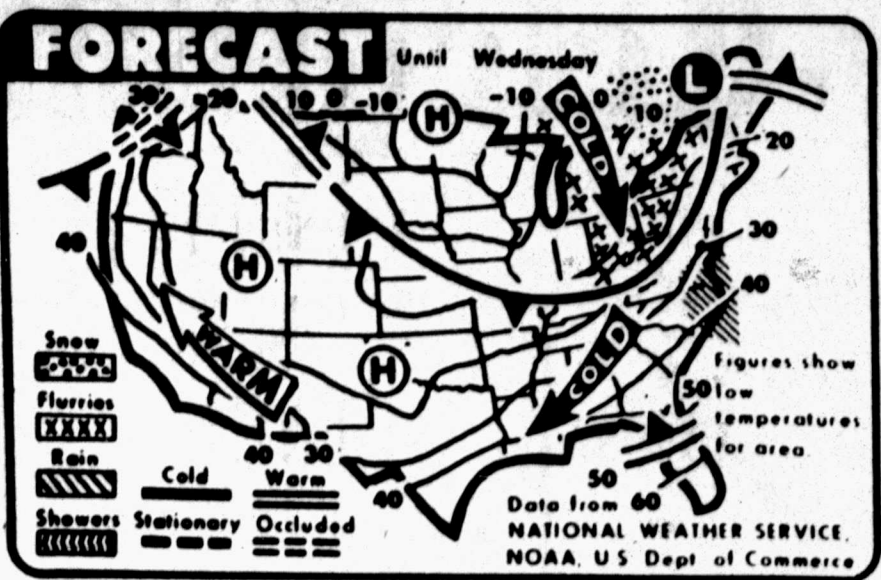 FORECAST
Until Wednesday
30 -20 10 0 -10 -10 0 10
L
H
COLD
20
30
40
40
H
WARM
H
COLD
Snow
Flurries
Rain
Showers
Cold
Stationary
Warm
Occluded
40 30
40
50
50
60
Figures show
low
temperatures
for area.
Data from
NATIONAL WEATHER SERVICE,
NOAA, U S Dept of Commerce